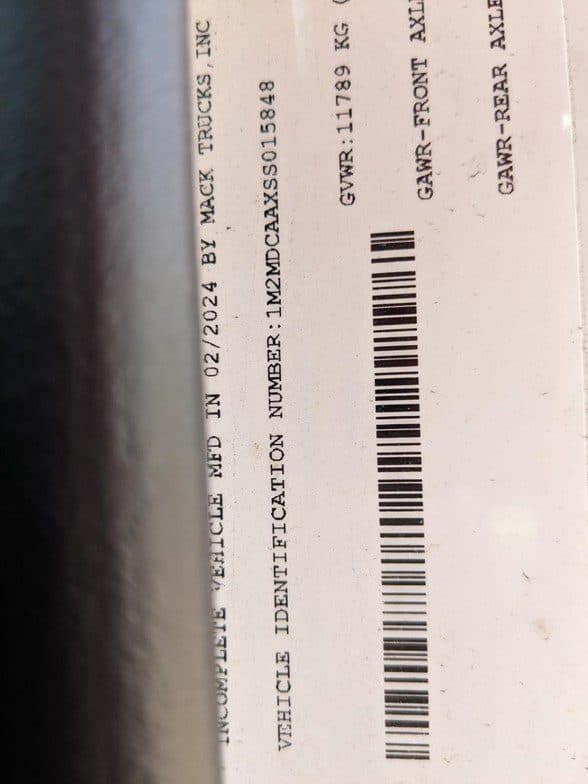 INCOMPLETE VEHICLE MFD IN 02/2024 BY MACK TRUCKS, INC
VEHICLE IDENTIFICATION NUMBER:1M2MDCAAXSS015848
GVWR:11789 KG (
GAWR-FRONT AXL
GAWR-REAR AXLE